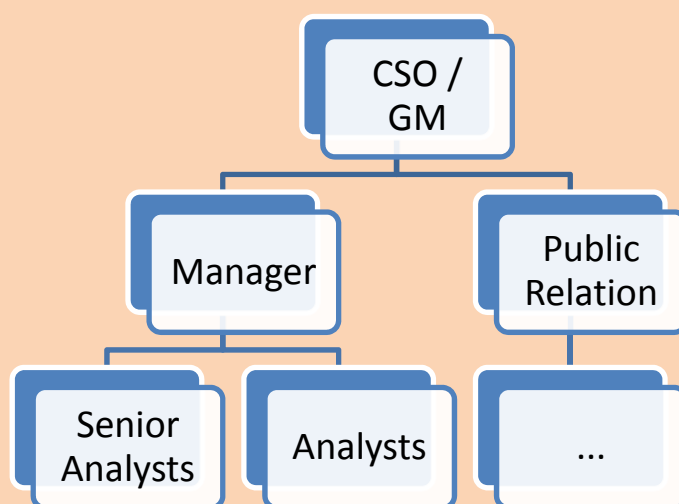 CSO /
GM
Manager
Public
Relation
Senior
Analysts
Analysts
...